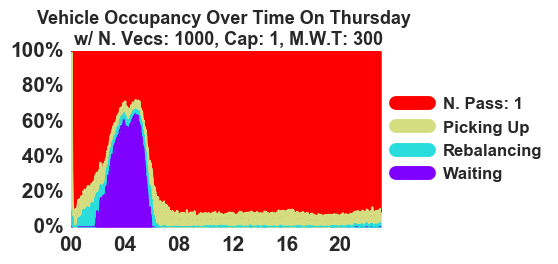 Vehicle Occupancy Over Time On Thursday
w/ N. Vecs: 1000, Cap: 1, M.W.T: 300
100%
80%
60%
40%
20%
0%
00 04 08 12 16 20
N. Pass: 1
Picking Up
Rebalancing
Waiting